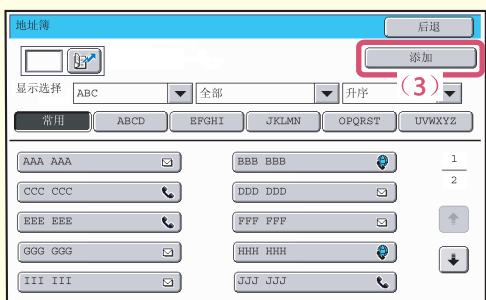 地址簿 后退
添加
显示选择 ABC 全部 升序 (3)
常用 ABCD EFGHI JKLMN OPQRST UVWXYZ
AAA AAA BBB BBB 1
CCC CCC DDD DDD 2
EEE EEE FFF FFF
GGG GGG HHH HHH
III III JJJ JJJ